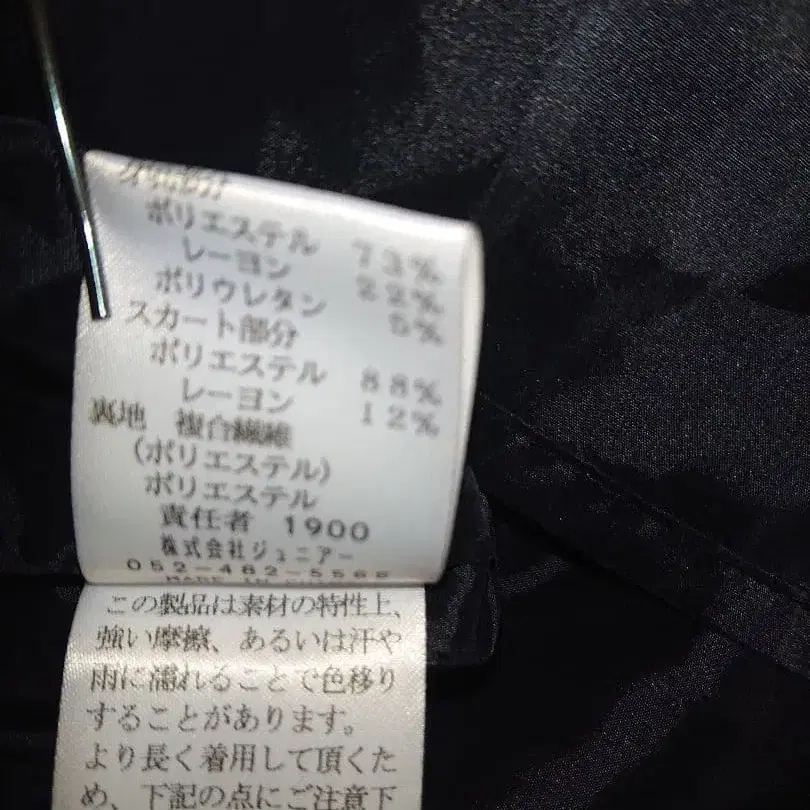 ポリエステル 73%
レーヨン 22%
ポリウレタン 5%
スカート部分
ポリエステル 88%
レーヨン 12%
裏地 複合繊維
(ポリエステル)
ポリエステル
責任者 1900
株式会社ジュニアー
052-462-5565
MADE IN
この製品は素材の特性上、
強い摩擦、あるいは汗や
雨に濡れることで色移り
することがあります。
より長く着用して頂くた
め、下記の点にご注意下